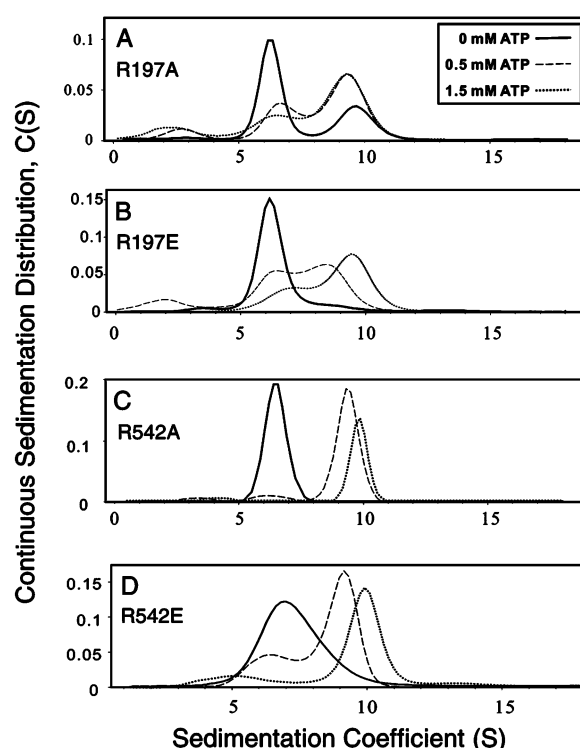 A
R197A
0 mM ATP
0.5 mM ATP
1.5 mM ATP
0.1
0.05
0
0 5 10 15
B
R197E
0.15
0.1
0.05
0
0 5 10 15
C
R542A
0.2
0.1
0
0 5 10 15
D
R542E
0.15
0.1
0.05
0
0 5 10 15
Continuous Sedimentation Distribution, C(S)
Sedimentation Coefficient (S)